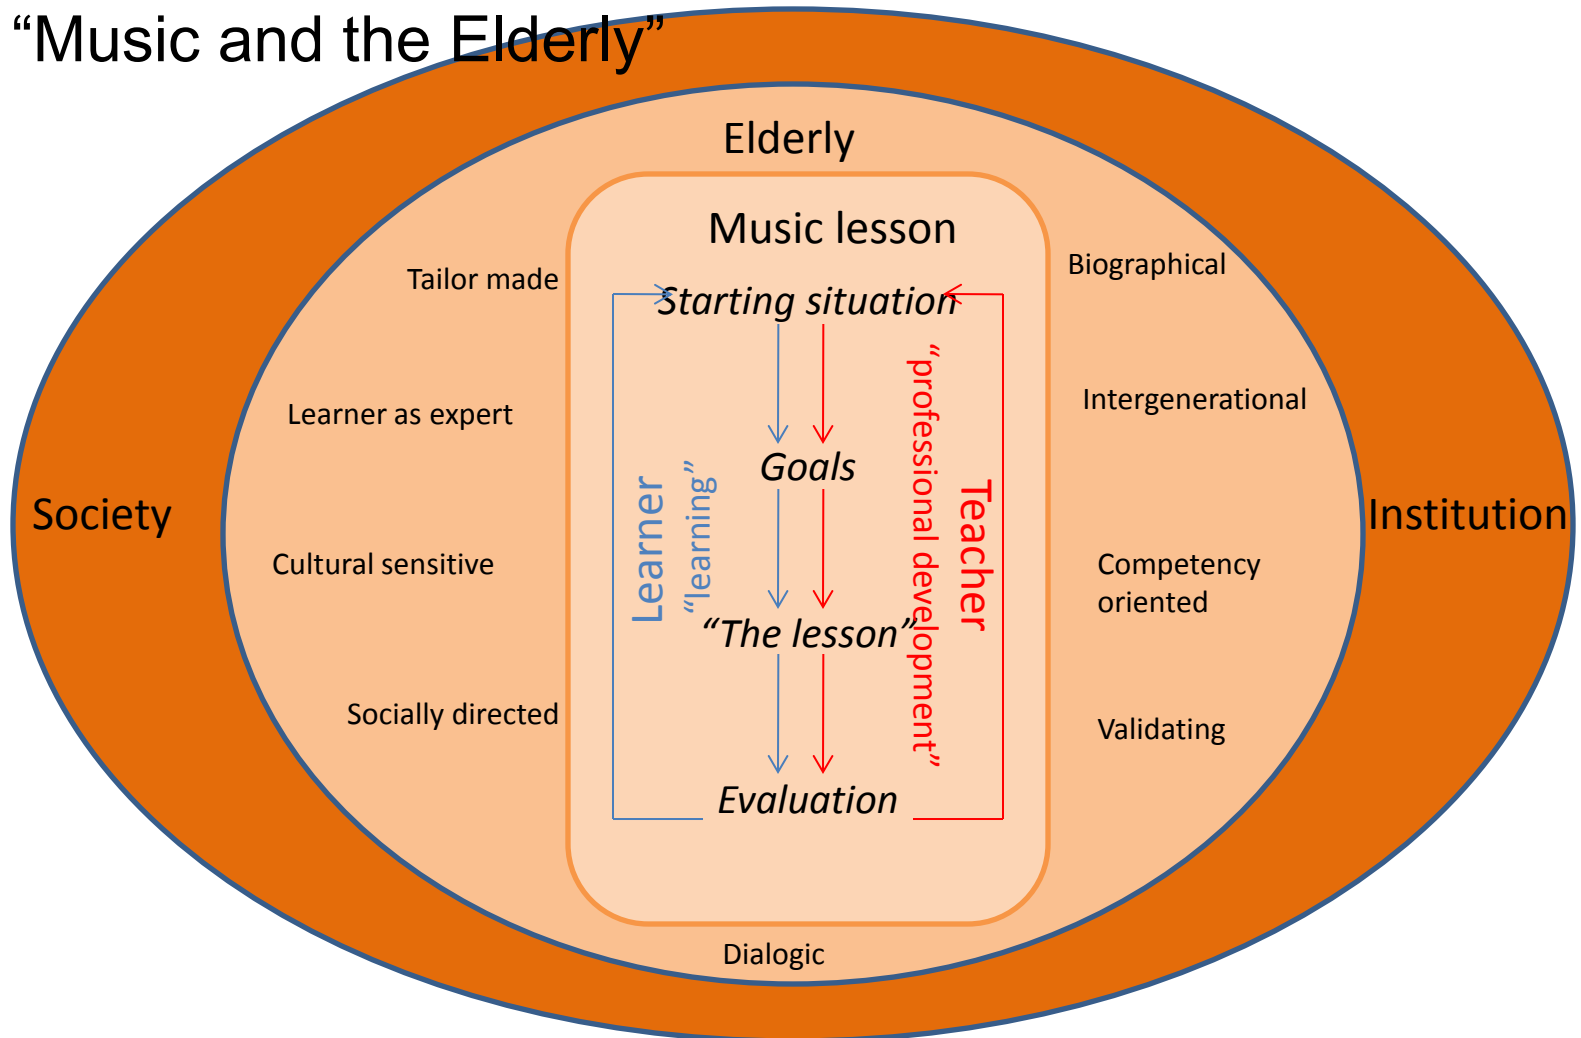 “Music and the Elderly”
Elderly
Music lesson
Tailor made
Biographical
Starting situation
Learner as expert
Intergenerational
Goals
Society
Institution
Learner
“learning”
“professional development”
Teacher
Cultural sensitive
Competency
oriented
“The lesson”
Socially directed
Validating
Evaluation
Dialogic